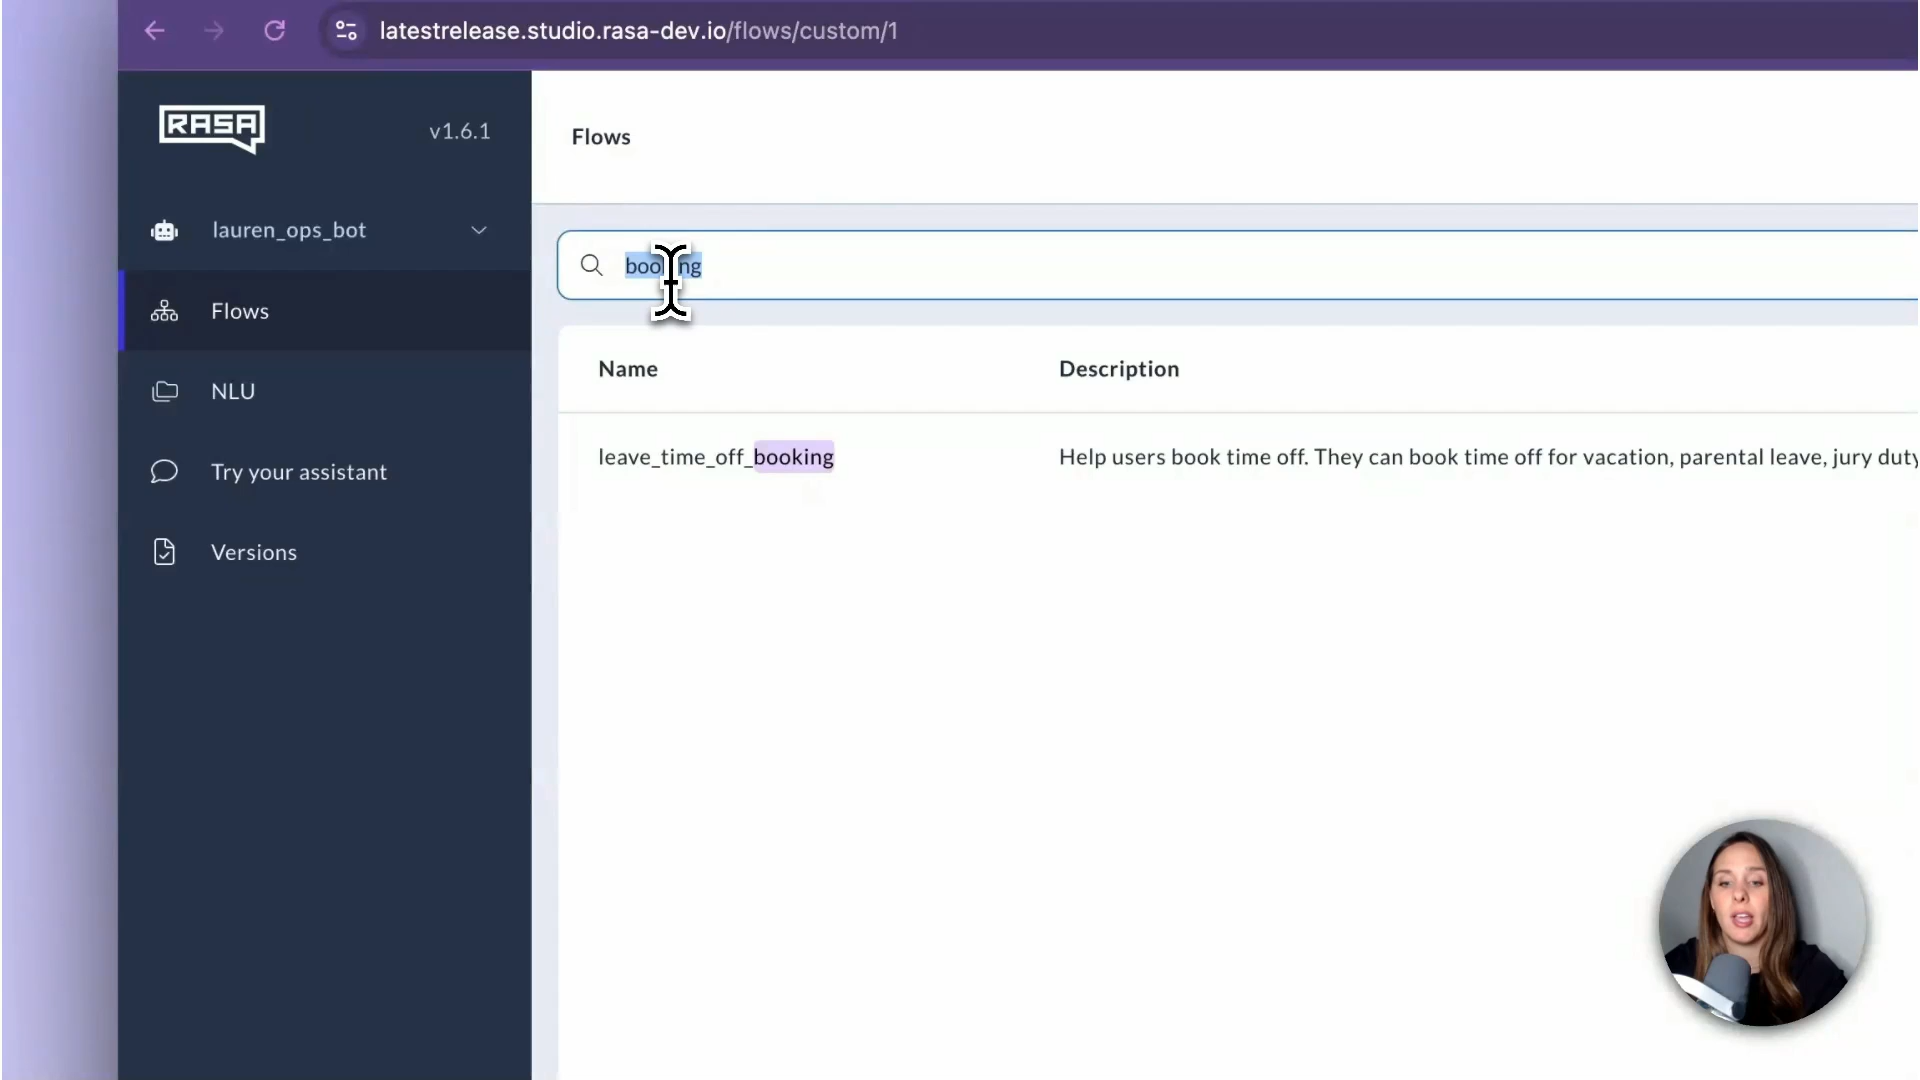 latestrelease.studio.rasa-dev.io/flows/custom/1
RASA
v1.6.1
Flows
lauren_ops_bot
booking
Flows
Name
Description
NLU
leave_time_off_booking
Help users book time off. They can book time off for vacation, parental leave, jury duty
Try your assistant
Versions